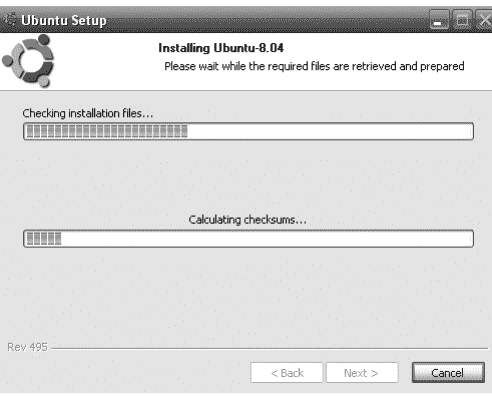 Ubuntu Setup
Installing Ubuntu-8.04
Please wait while the required files are retrieved and prepared
Checking installation files...
Calculating checksums...
Rev 495
< Back Next > Cancel